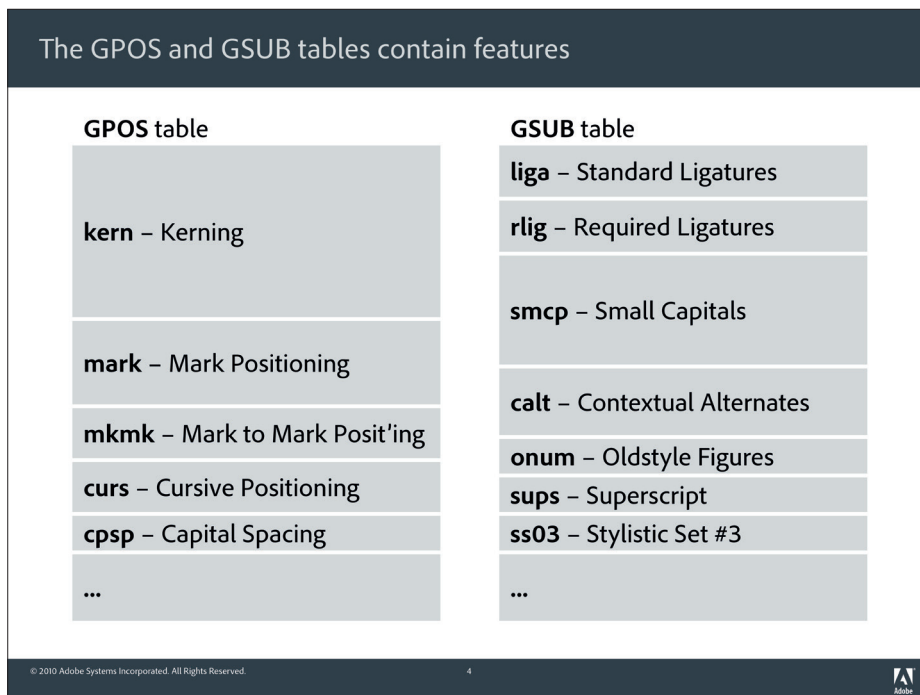 The GPOS and GSUB tables contain features
GPOS table
kern – Kerning
mark – Mark Positioning
mkmk – Mark to Mark Posit'ing
curs – Cursive Positioning
cpsp – Capital Spacing
...
GSUB table
liga – Standard Ligatures
rlig – Required Ligatures
smcp – Small Capitals
calt – Contextual Alternates
onum – Oldstyle Figures
sups – Superscript
ss03 – Stylistic Set #3
...
© 2010 Adobe Systems Incorporated. All Rights Reserved.
4
Adobe